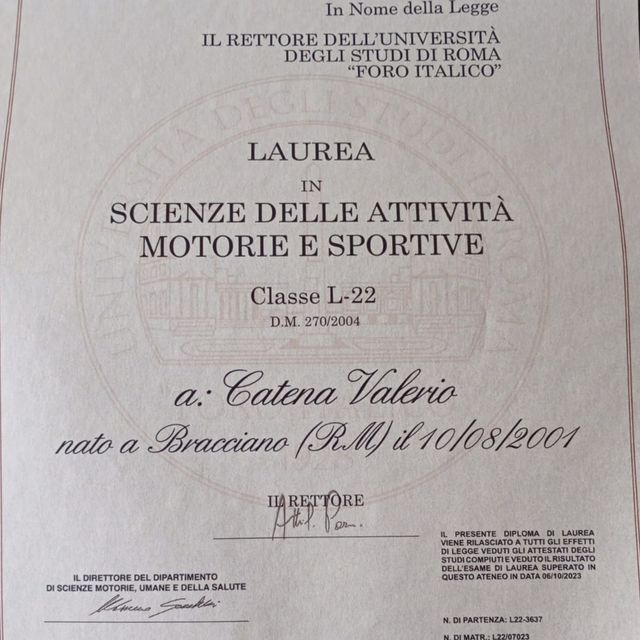 In Nome della Legge
IL RETTORE DELL'UNIVERSITÀ
DEGLI STUDI DI ROMA
"FORO ITALICO"
LAUREA
IN
SCIENZE DELLE ATTIVITÀ
MOTORIE E SPORTIVE
Classe L-22
D.M. 270/2004
a: Catena Valerio
nato a Bracciano (RM) il 10/08/2001
IL RETTORE
IL PRESENTE DIPLOMA DI LAUREA
VIENE RILASCIATO A TUTTI GLI EFFETTI
DI LEGGE VEDUTI GLI ATTESTATI DEGLI
STUDI COMPIUTI E VEDUTO IL RISULTATO
DELL'ESAME DI LAUREA SUPERATO IN
QUESTO ATENEO IN DATA 06/10/2023
IL DIRETTORE DEL DIPARTIMENTO
DI SCIENZE MOTORIE, UMANE E DELLA SALUTE
N. DI PARTENZA: L22-3637
N. DI MATR.: L22/07023